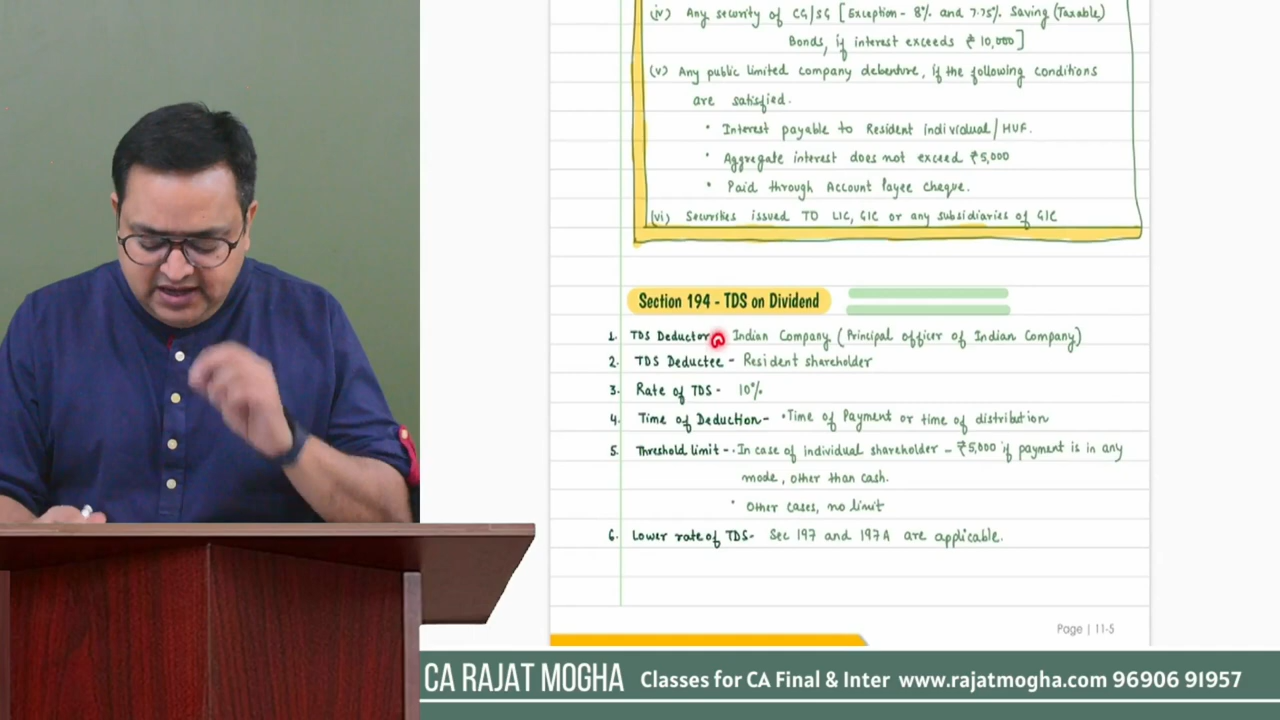 (iv) Any security of CG/SG [Exception - 8% and 7.75% Saving (Taxable)
Bonds, if interest exceeds ₹10,000]
(v) Any public limited company debenture, if the following conditions
are satisfied.
• Interest payable to Resident individual/HUF.
• Aggregate interest does not exceed ₹5,000
• Paid through Account Payee cheque.
(vi) Securities issued TO LIC, GIC or any subsidiaries of GIC
Section 194 - TDS on Dividend
1. TDS Deductor Indian Company (Principal officer of Indian Company)
2. TDS Deductee - Resident shareholder
3. Rate of TDS - 10%
4. Time of Deduction - •Time of Payment or time of distribution
5. Threshold limit - •In case of individual shareholder - ₹5,000 if payment is in any
mode, other than cash.
• Other cases, no limit
6. Lower rate of TDS- Sec 197 and 197A are applicable.
Page | 11-5
CA RAJAT MOGHA Classes for CA Final & Inter www.rajatmogha.com 96906 91957